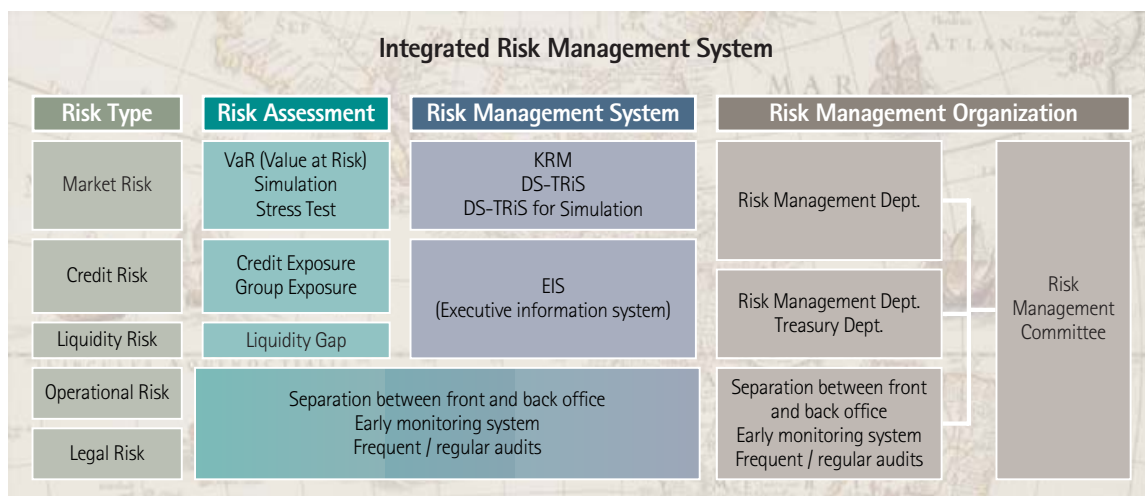 Integrated Risk Management System
Risk Type
Risk Assessment
Risk Management System
Risk Management Organization
Market Risk
VaR (Value at Risk)
Simulation
Stress Test
KRM
DS-TRiS
DS-TRiS for Simulation
Risk Management Dept.
Credit Risk
Credit Exposure
Group Exposure
EIS
(Executive information system)
Risk Management Dept.
Treasury Dept.
Liquidity Risk
Liquidity Gap
Operational Risk
Legal Risk
Separation between front and back office
Early monitoring system
Frequent / regular audits
Separation between front
and back office
Early monitoring system
Frequent / regular audits
Risk
Management
Committee